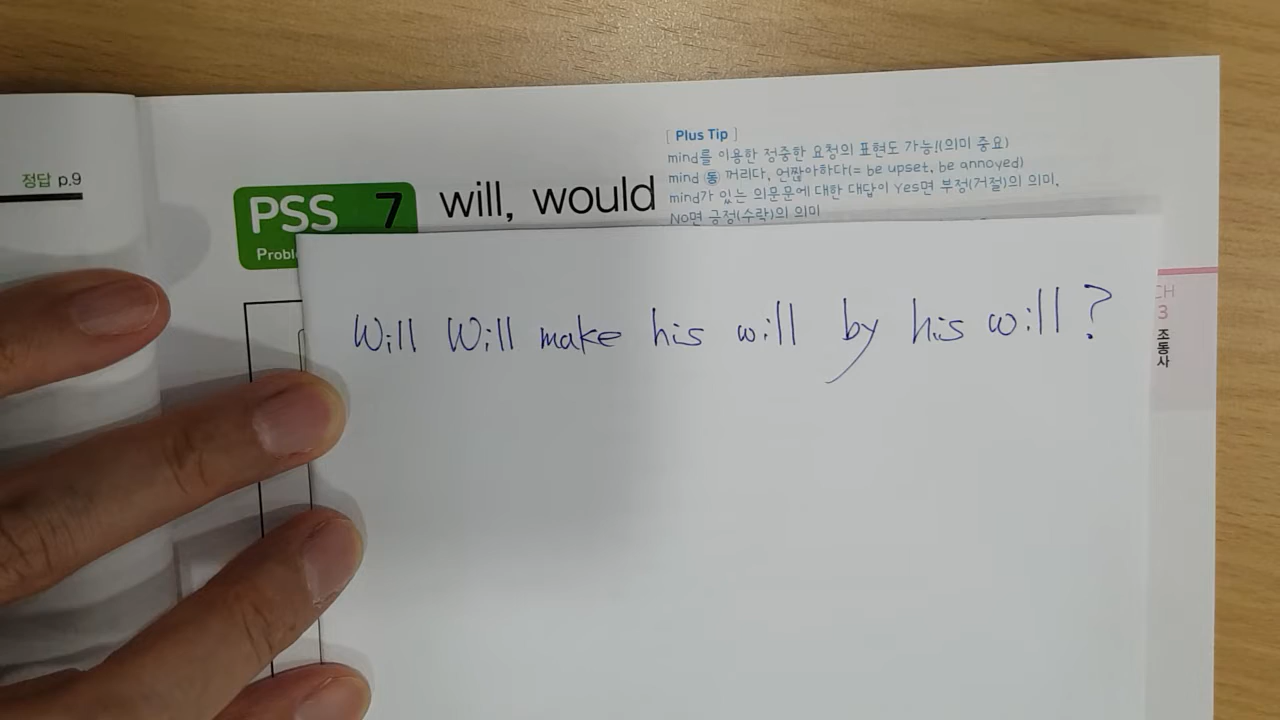 정답 p.9
PSS 7 will, would
[ Plus Tip ]
mind를 이용한 정중한 요청의 표현도 가능!(의미 중요)
mind 동 꺼리다, 언짢아하다(= be upset, be annoyed)
mind가 있는 의문문에 대한 대답이 Yes면 부정(거절)의 의미,
No면 긍정(수락)의 의미
Will Will make his will by his will?
CH
3
조동사